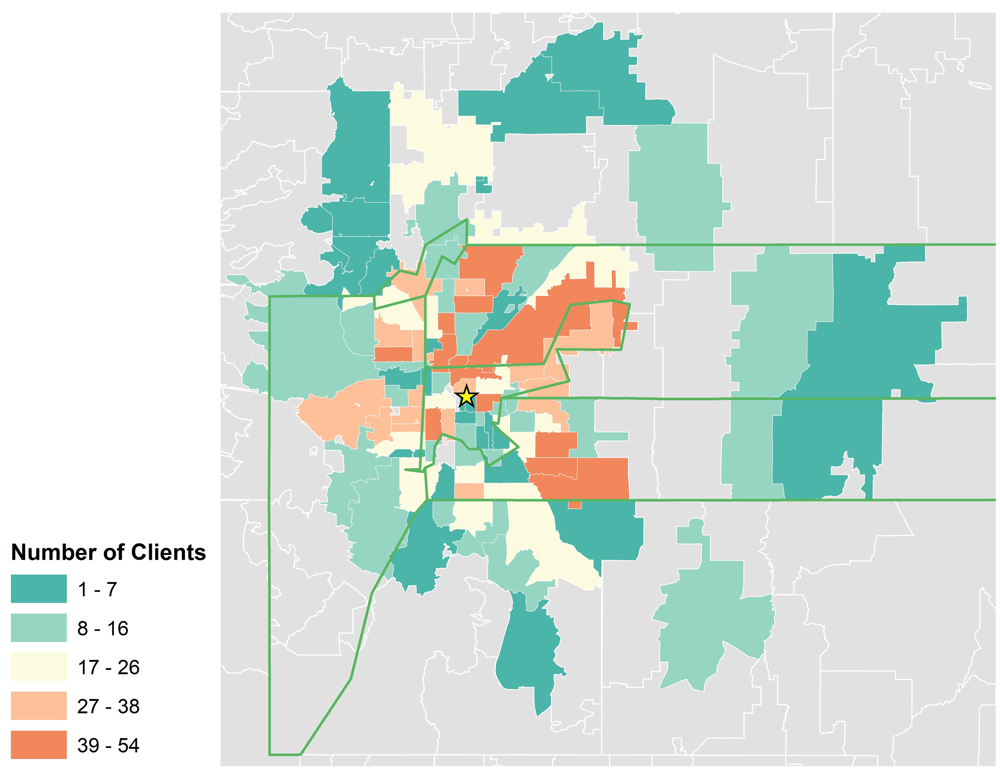 Number of Clients
1 - 7
8 - 16
17 - 26
27 - 38
39 - 54